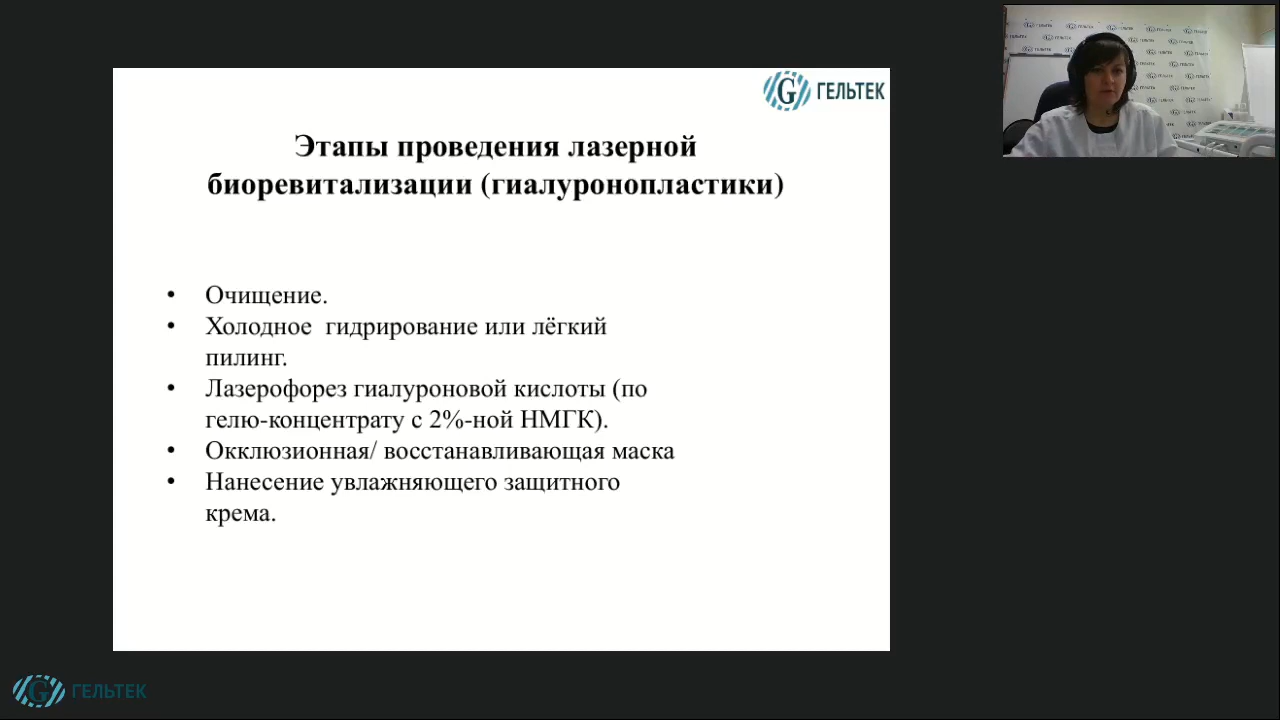 ГЕЛЬТЕК
Этапы проведения лазерной
биоревитализации (гиалуронопластики)
• Очищение.
• Холодное гидрирование или лёгкий
пилинг.
• Лазерофорез гиалуроновой кислоты (по
гелю-концентрату с 2%-ной НМГК).
• Окклюзионная/ восстанавливающая маска
• Нанесение увлажняющего защитного
крема.
ГЕЛЬТЕК